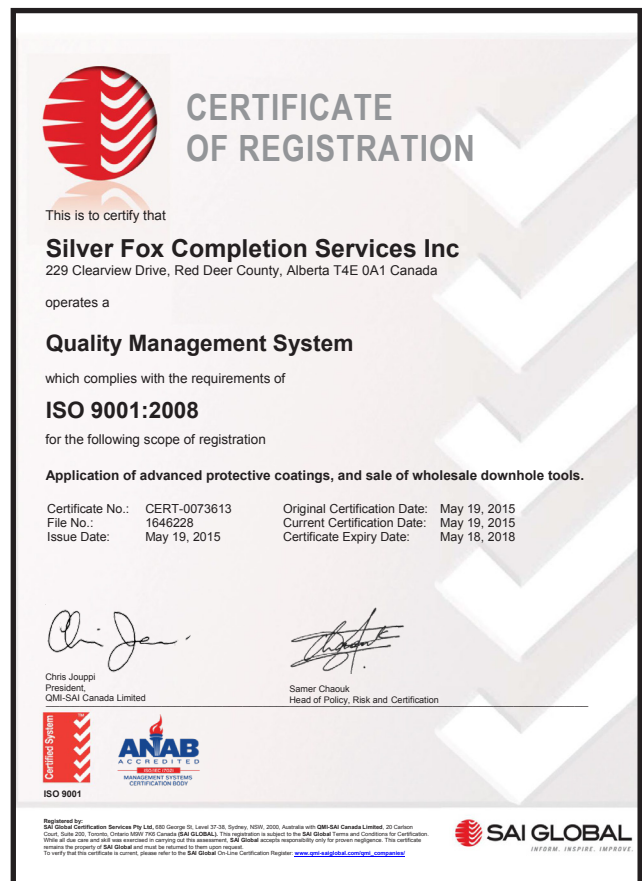 CERTIFICATE
OF REGISTRATION
This is to certify that
Silver Fox Completion Services Inc
229 Clearview Drive, Red Deer County, Alberta T4E 0A1 Canada
operates a
Quality Management System
which complies with the requirements of
ISO 9001:2008
for the following scope of registration
Application of advanced protective coatings, and sale of wholesale downhole tools.
Certificate No.: CERT-0073613 Original Certification Date: May 19, 2015
File No.: 1646228 Current Certification Date: May 19, 2015
Issue Date: May 19, 2015 Certificate Expiry Date: May 18, 2018
Chris Jouppi
President,
QMI-SAI Canada Limited
Samer Chaouk
Head of Policy, Risk and Certification
Certified System
TM
ISO 9001
ANAB
ACCREDITED
ISO/IEC 17021
MANAGEMENT SYSTEMS
CERTIFICATION BODY
Registered by:
SAI Global Certification Services Pty Ltd, 680 George St, Level 37-38, Sydney, NSW, 2000, Australia with QMI-SAI Canada Limited, 20 Carlson
Court, Suite 200, Toronto, Ontario M9W 7K6 Canada (SAI GLOBAL). This registration is subject to the SAI Global Terms and Conditions for Certification.
While all due care and skill was exercised in carrying out this assessment, SAI Global accepts responsibility only for proven negligence. This certificate
remains the property of SAI Global and must be returned to them upon request.
To verify that this certificate is current, please refer to the SAI Global On-Line Certification Register: www.qmi-saiglobal.com/qmi_companies/
SAI GLOBAL
INFORM. INSPIRE. IMPROVE.